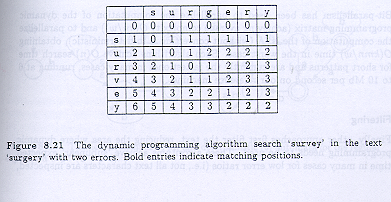 s u r g e r y
0 0 0 0 0 0 0 0
s 1 0 1 1 1 1 1 1
u 2 1 0 1 2 2 2 2
r 3 2 1 0 1 2 2 3
v 4 3 2 1 1 2 3 3
e 5 4 3 2 2 1 2 3
y 6 5 4 3 3 2 2 2
Figure 8.21 The dynamic programming algorithm search 'survey' in the text
'surgery' with two errors. Bold entries indicate matching positions.